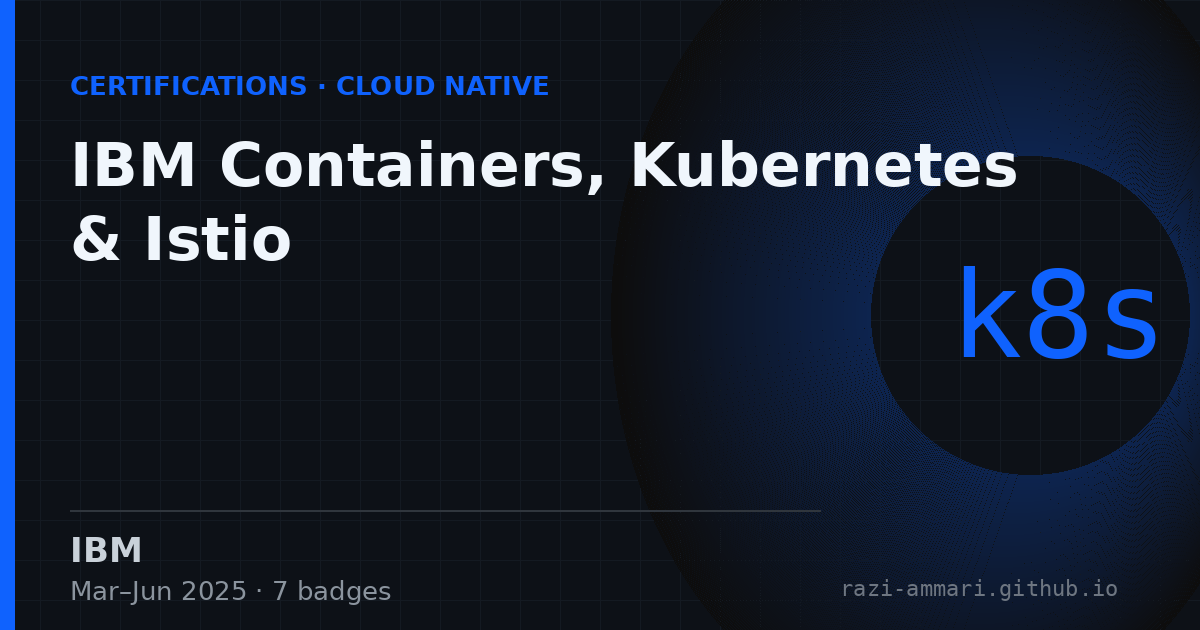 CERTIFICATIONS · CLOUD NATIVE
IBM Containers, Kubernetes
& Istio
k8s
IBM
Mar–Jun 2025 · 7 badges
razi-ammari.github.io